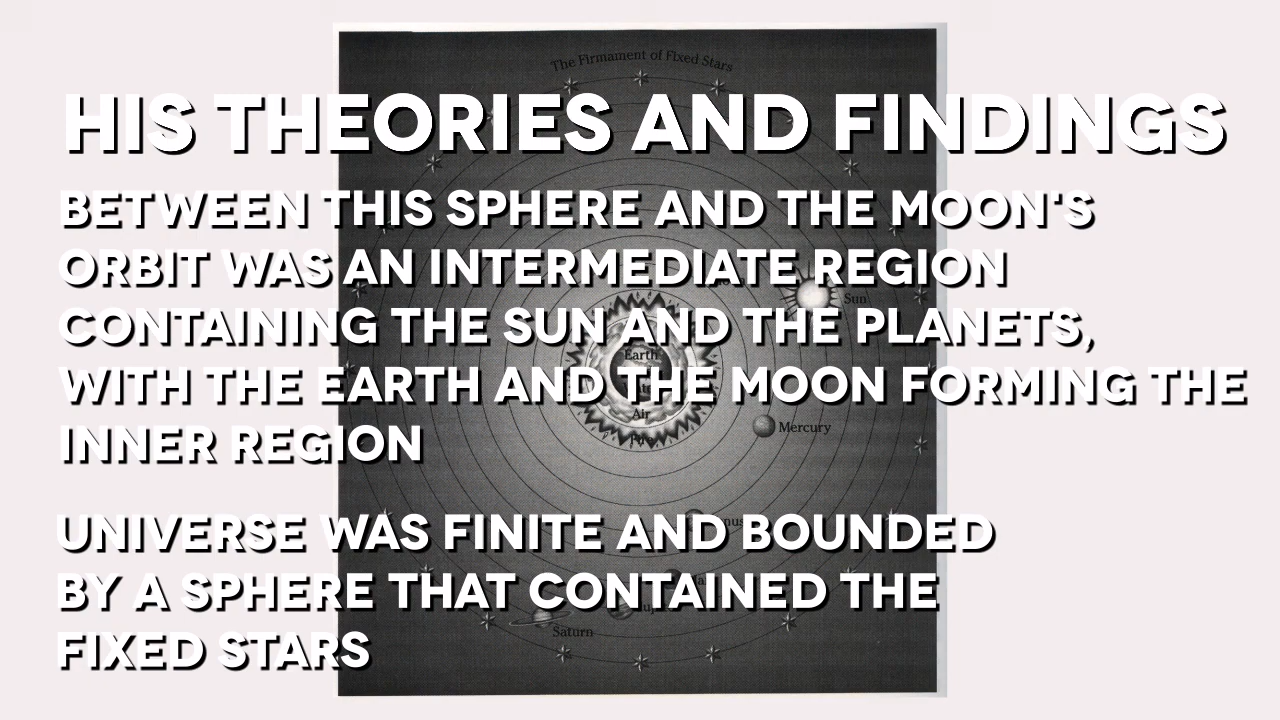 The Firmament of Fixed Stars
HIS THEORIES AND FINDINGS
BETWEEN THIS SPHERE AND THE MOON'S
ORBIT WAS AN INTERMEDIATE REGION
CONTAINING THE SUN AND THE PLANETS,
WITH THE EARTH AND THE MOON FORMING THE
INNER REGION
UNIVERSE WAS FINITE AND BOUNDED
BY A SPHERE THAT CONTAINED THE
FIXED STARS
Sun
Earth
Air
Mercury
Saturn